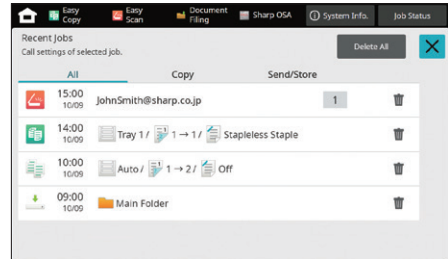 Easy Copy
Easy Scan
Document Filing
Sharp OSA
System Info.
Job Status
Recent Jobs
Call settings of selected job.
Delete All
All
Copy
Send/Store
15:00
10/09
JohnSmith@sharp.co.jp
1
14:00
10/09
Tray 1 / 1→1 / Stapleless Staple
10:00
10/09
Auto / 1→2 / Off
09:00
10/09
Main Folder